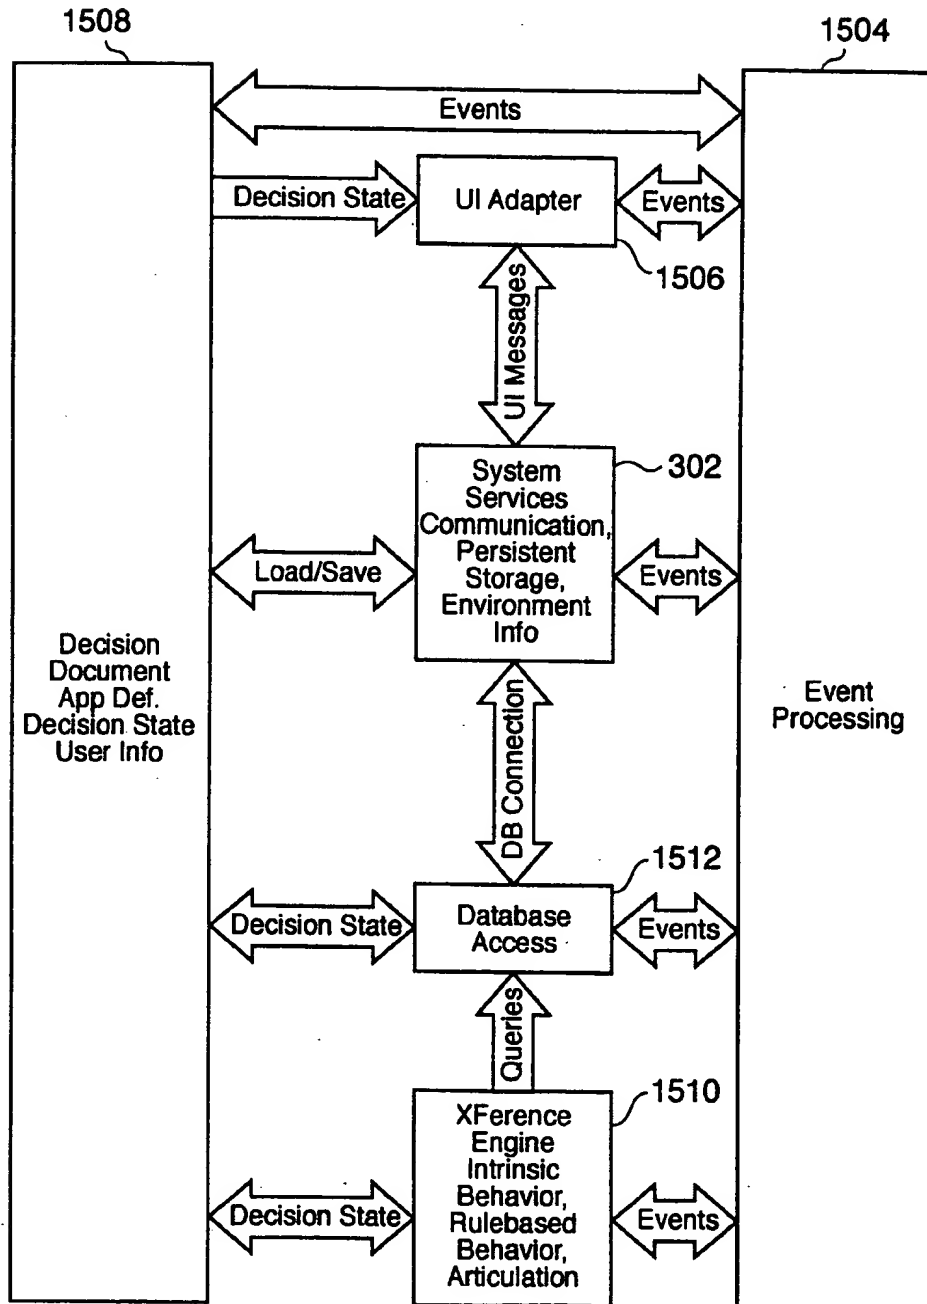 1508
1504
Events
Decision State
UI Adapter
Events
1506
UI Messages
302
System
Services
Communication,
Persistent
Storage,
Environment
Info
Load/Save
Events
Decision
Document
App Def.
Decision State
User Info
Event
Processing
DB Connection
1512
Decision State
Database
Access
Events
Queries
1510
XFerence
Engine
Intrinsic
Behavior,
Rulebased
Behavior,
Articulation
Decision State
Events